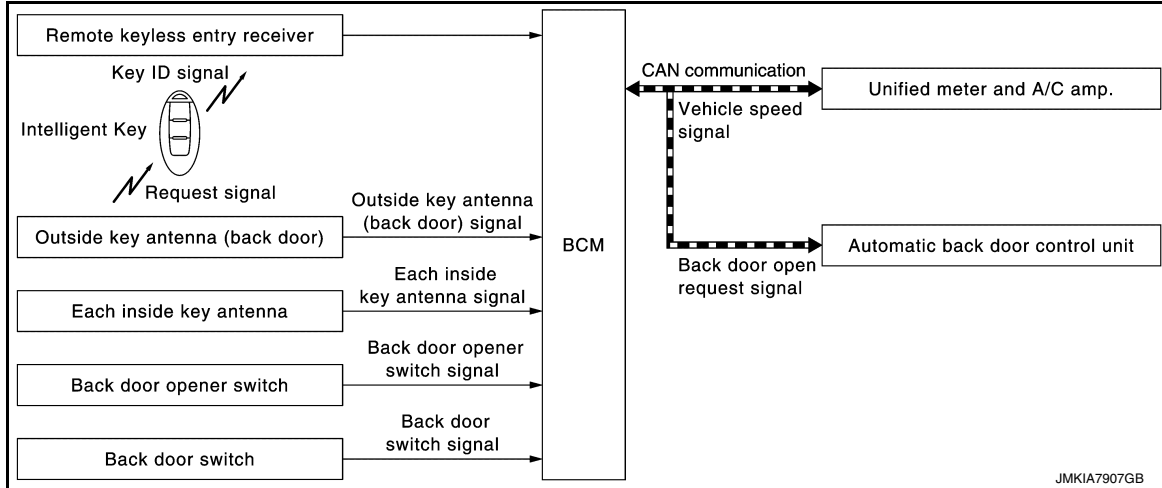 Remote keyless entry receiver
Key ID signal
Intelligent Key
Request signal
Outside key antenna (back door)
Outside key antenna
(back door) signal
Each inside key antenna
Each inside
key antenna signal
Back door opener switch
Back door opener
switch signal
Back door switch
Back door
switch signal
BCM
CAN communication
Vehicle speed
signal
Unified meter and A/C amp.
Back door open
request signal
Automatic back door control unit
JMKIA7907GB